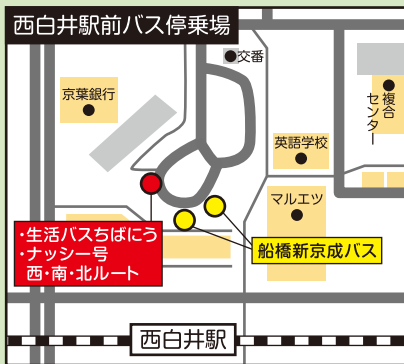 西白井駅前バス停乗場
交番
京葉銀行
複合
センター
英語学校
マルエツ
・生活バスちばにう
・ナッシー号
西・南・北ルート
船橋新京成バス
西白井駅